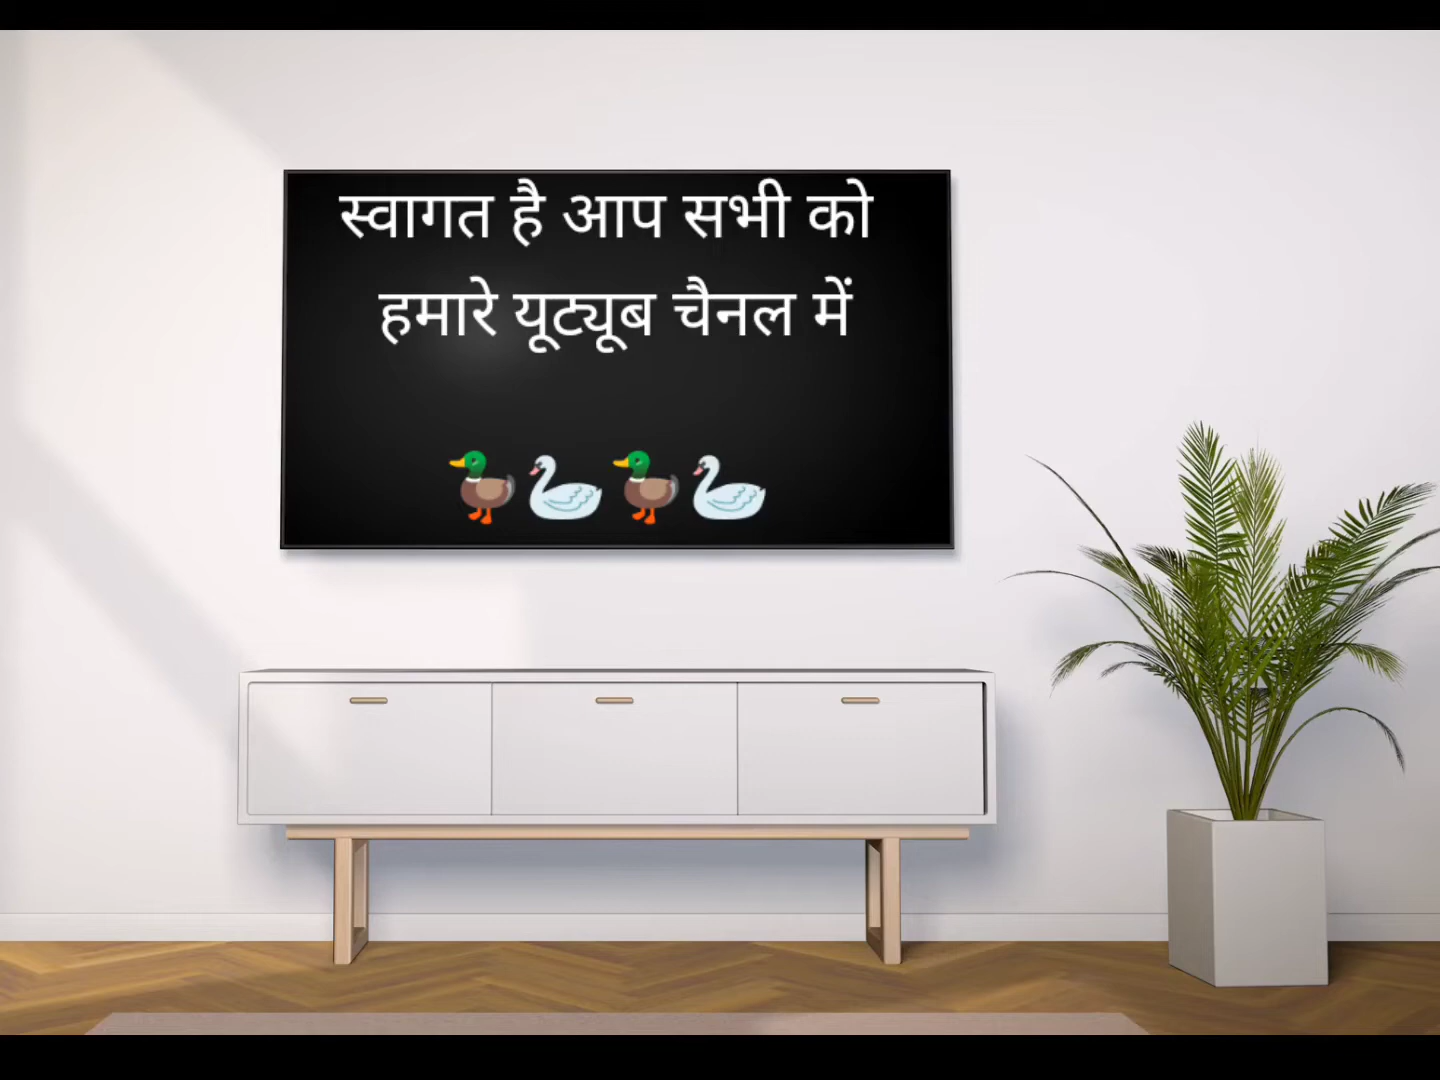 स्वागत है आप सभी को
हमारे यूट्यूब चैनल में
🦆🦢🦆🦢